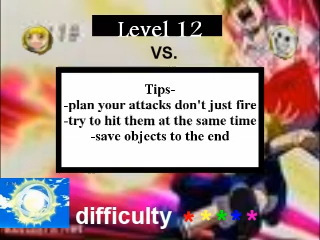 Level 12
VS.
Tips-
-plan your attacks don't just fire
-try to hit them at the same time
-save objects to the end
difficulty *****